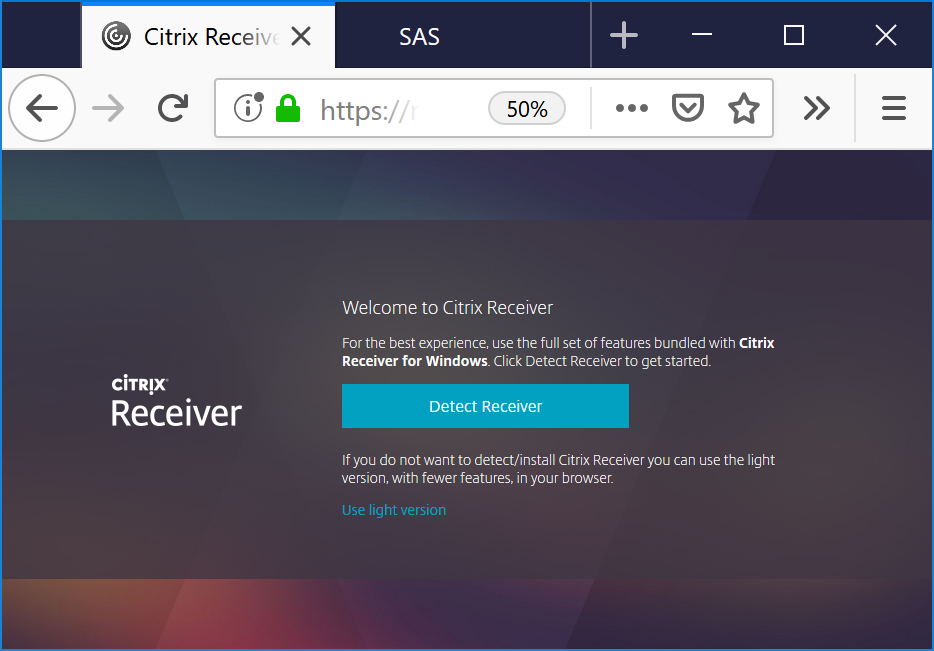 Citrix Receive
SAS
https://
50%
Welcome to Citrix Receiver
For the best experience, use the full set of features bundled with Citrix
Receiver for Windows. Click Detect Receiver to get started.
CİTRIX
Receiver
Detect Receiver
If you do not want to detect/install Citrix Receiver you can use the light
version, with fewer features, in your browser.
Use light version